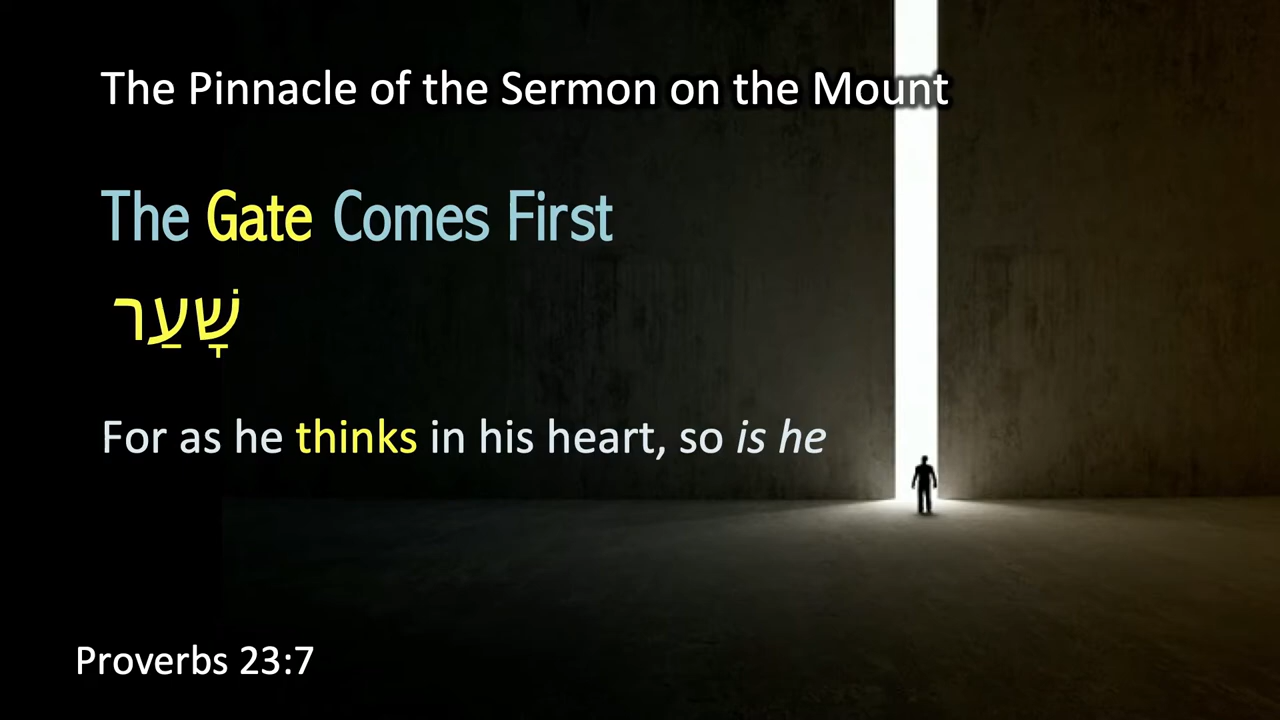 The Pinnacle of the Sermon on the Mount
The Gate Comes First
שָׁעַר
For as he thinks in his heart, so is he
Proverbs 23:7